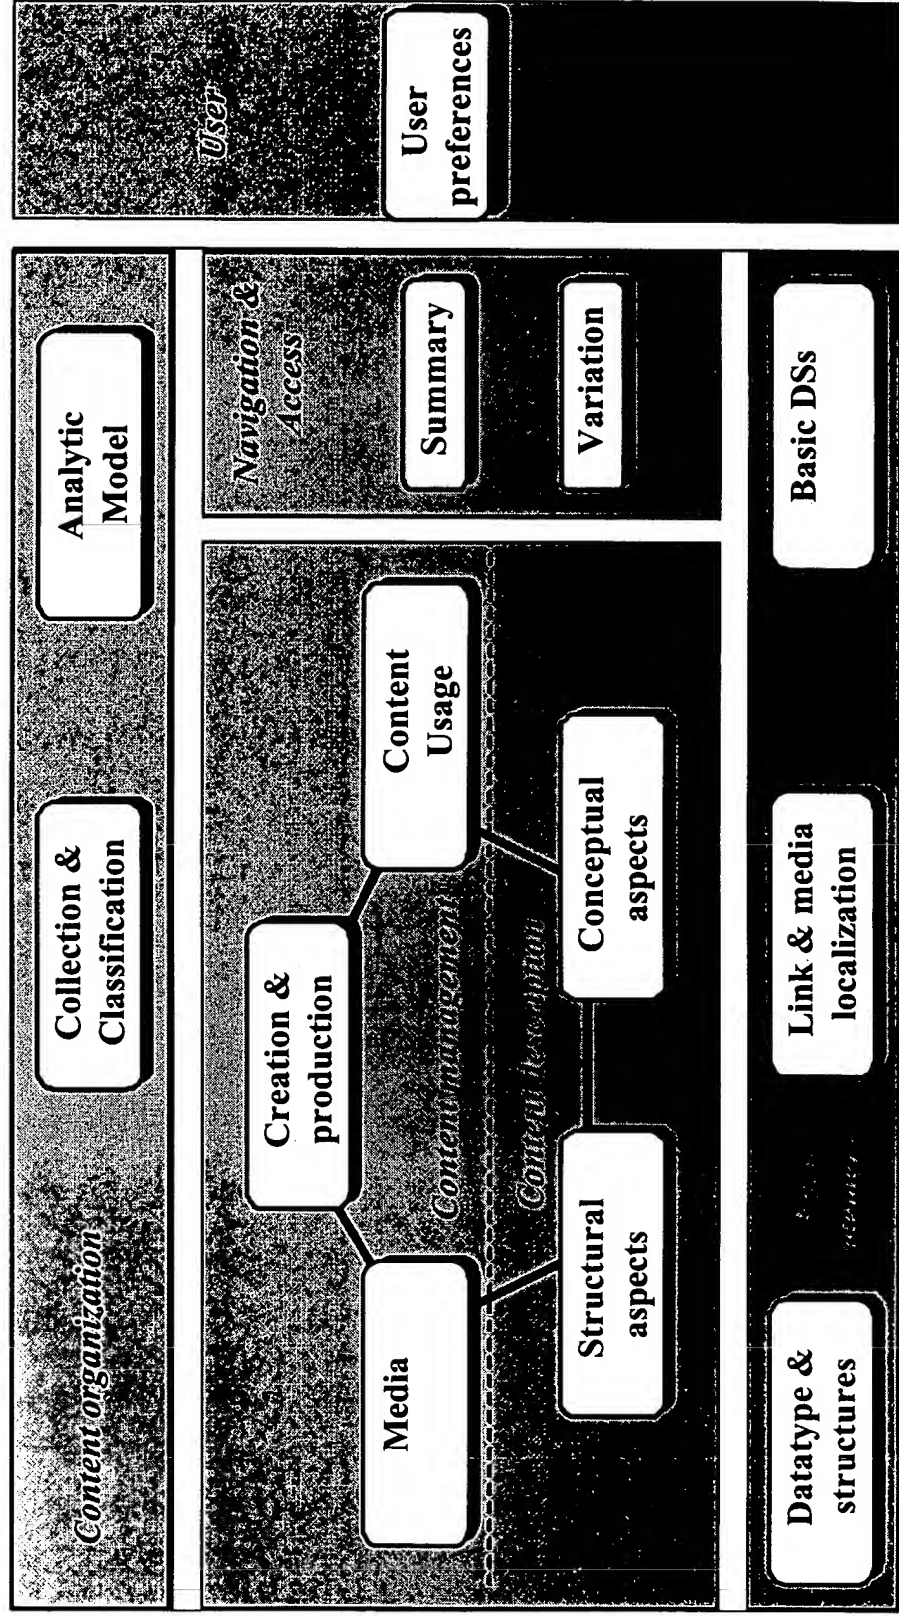 Content organization
Collection &
Classification
Analytic
Model
Creation &
production
Media
Content
Usage
Content management
Content description
Structural
aspects
Conceptual
aspects
Navigation &
Access
Summary
Variation
Datatype &
structures
Link & media
localization
Basic DSs
User
User
preferences